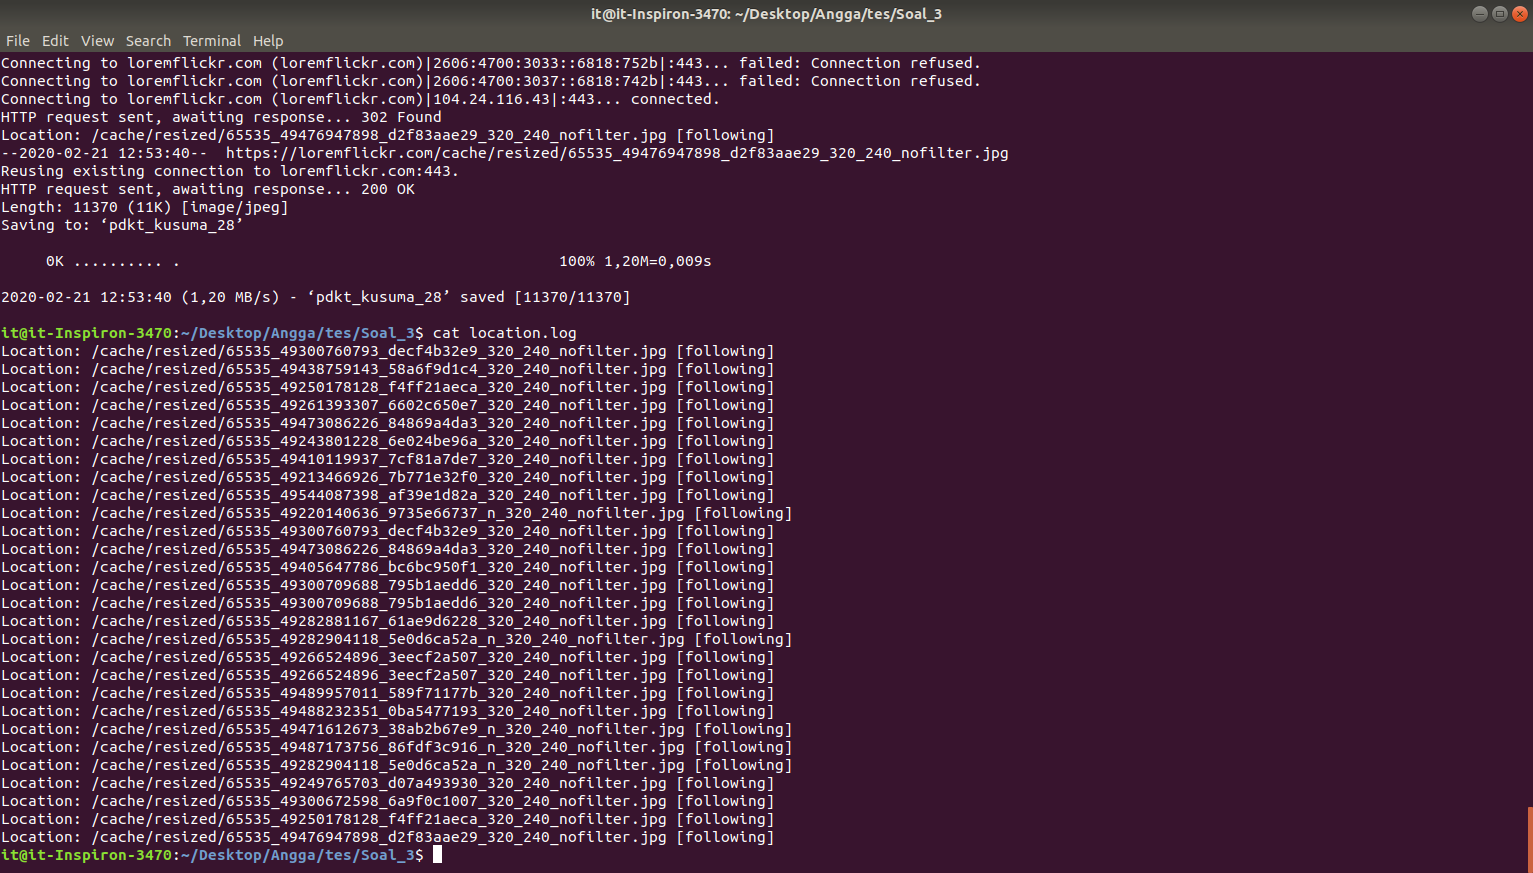 it@it-Inspiron-3470: ~/Desktop/Angga/tes/Soal_3
File Edit View Search Terminal Help
Connecting to loremflickr.com (loremflickr.com)|2606:4700:3033::6818:752b|:443... failed: Connection refused.
Connecting to loremflickr.com (loremflickr.com)|2606:4700:3037::6818:742b|:443... failed: Connection refused.
Connecting to loremflickr.com (loremflickr.com)|104.24.116.43|:443... connected.
HTTP request sent, awaiting response... 302 Found
Location: /cache/resized/65535_49476947898_d2f83aae29_320_240_nofilter.jpg [following]
--2020-02-21 12:53:40--  https://loremflickr.com/cache/resized/65535_49476947898_d2f83aae29_320_240_nofilter.jpg
Reusing existing connection to loremflickr.com:443.
HTTP request sent, awaiting response... 200 OK
Length: 11370 (11K) [image/jpeg]
Saving to: ‘pdkt_kusuma_28’
0K .......... . 100% 1,20M=0,009s
2020-02-21 12:53:40 (1,20 MB/s) - ‘pdkt_kusuma_28’ saved [11370/11370]
it@it-Inspiron-3470:~/Desktop/Angga/tes/Soal_3$ cat location.log
Location: /cache/resized/65535_49300760793_decf4b32e9_320_240_nofilter.jpg [following]
Location: /cache/resized/65535_49438759143_58a6f9d1c4_320_240_nofilter.jpg [following]
Location: /cache/resized/65535_49250178128_f4ff21aeca_320_240_nofilter.jpg [following]
Location: /cache/resized/65535_49261393307_6602c650e7_320_240_nofilter.jpg [following]
Location: /cache/resized/65535_49473086226_84869a4da3_320_240_nofilter.jpg [following]
Location: /cache/resized/65535_49243801228_6e024be96a_320_240_nofilter.jpg [following]
Location: /cache/resized/65535_49410119937_7cf81a7de7_320_240_nofilter.jpg [following]
Location: /cache/resized/65535_49213466926_7b771e32f0_320_240_nofilter.jpg [following]
Location: /cache/resized/65535_49544087398_af39e1d82a_320_240_nofilter.jpg [following]
Location: /cache/resized/65535_49220140636_9735e66737_n_320_240_nofilter.jpg [following]
Location: /cache/resized/65535_49300760793_decf4b32e9_320_240_nofilter.jpg [following]
Location: /cache/resized/65535_49473086226_84869a4da3_320_240_nofilter.jpg [following]
Location: /cache/resized/65535_49405647786_bc6bc950f1_320_240_nofilter.jpg [following]
Location: /cache/resized/65535_49300709688_795b1aedd6_320_240_nofilter.jpg [following]
Location: /cache/resized/65535_49300709688_795b1aedd6_320_240_nofilter.jpg [following]
Location: /cache/resized/65535_49282881167_61ae9d6228_320_240_nofilter.jpg [following]
Location: /cache/resized/65535_49282904118_5e0d6ca52a_n_320_240_nofilter.jpg [following]
Location: /cache/resized/65535_49266524896_3eecf2a507_320_240_nofilter.jpg [following]
Location: /cache/resized/65535_49266524896_3eecf2a507_320_240_nofilter.jpg [following]
Location: /cache/resized/65535_49489957011_589f71177b_320_240_nofilter.jpg [following]
Location: /cache/resized/65535_49488232351_0ba5477193_320_240_nofilter.jpg [following]
Location: /cache/resized/65535_49471612673_38ab2b67e9_n_320_240_nofilter.jpg [following]
Location: /cache/resized/65535_49487173756_86fdf3c916_n_320_240_nofilter.jpg [following]
Location: /cache/resized/65535_49282904118_5e0d6ca52a_n_320_240_nofilter.jpg [following]
Location: /cache/resized/65535_49249765703_d07a493930_320_240_nofilter.jpg [following]
Location: /cache/resized/65535_49300672598_6a9f0c1007_320_240_nofilter.jpg [following]
Location: /cache/resized/65535_49250178128_f4ff21aeca_320_240_nofilter.jpg [following]
Location: /cache/resized/65535_49476947898_d2f83aae29_320_240_nofilter.jpg [following]
it@it-Inspiron-3470:~/Desktop/Angga/tes/Soal_3$